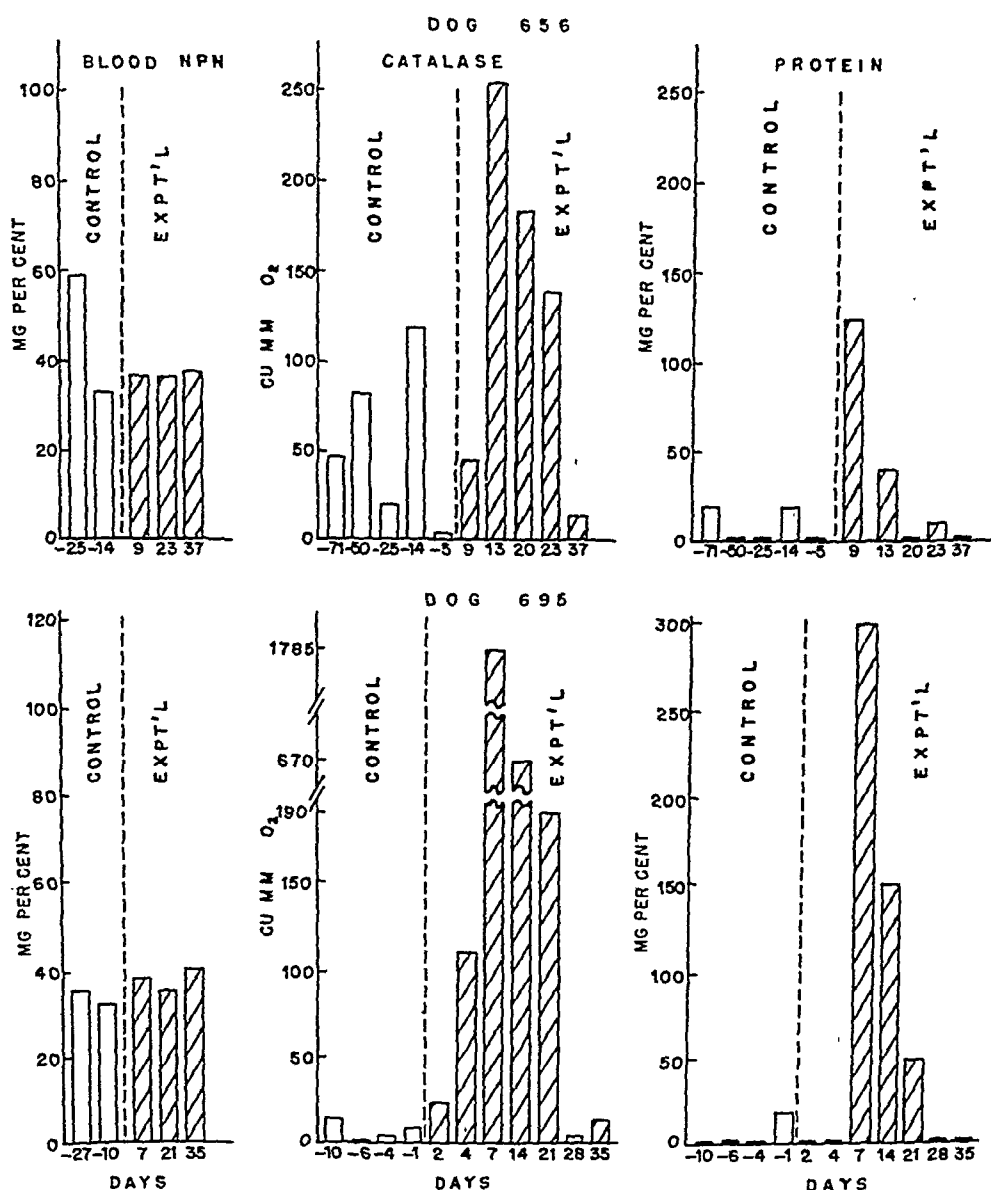 DOG 656
BLOOD NPN
CATALASE
PROTEIN
CONTROL
EXPT'L
CONTROL
EXPT'L
CONTROL
EXPT'L
MG PER CENT
100
80
60
40
20
0
-25 -14 9 23 37
CU MM O2
250
200
150
100
50
0
-71 -50 -25 -14 -5 9 13 20 23 37
MG PER CENT
250
200
150
100
50
0
-71 -50 -25 -14 -5 9 13 20 23 37
DOG 695
CONTROL
EXPT'L
CONTROL
EXPT'L
CONTROL
EXPT'L
MG PER CENT
120
100
80
60
40
20
0
-27 -10 7 21 35
DAYS
CU MM O2
1785
670
190
150
100
50
0
-10 -6 -4 -1 2 4 7 14 21 28 35
DAYS
MG PER CENT
300
250
200
150
100
50
0
-10 -6 -4 -1 2 4 7 14 21 28 35
DAYS